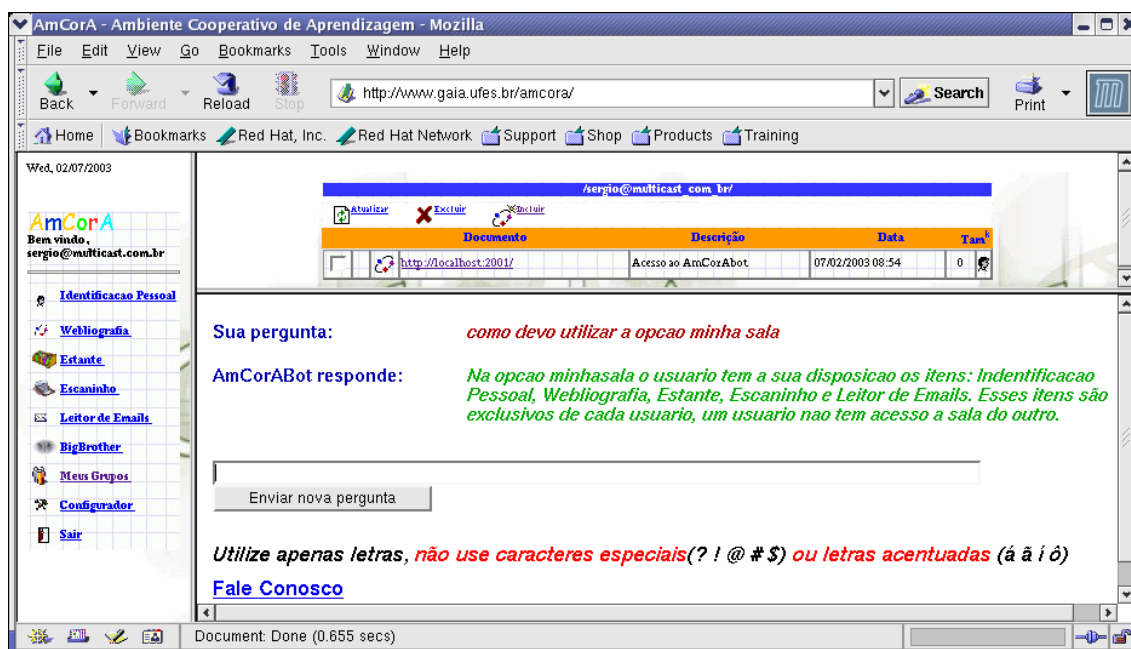 AmCorA - Ambiente Cooperativo de Aprendizagem - Mozilla
File Edit View Go Bookmarks Tools Window Help
Back Forward Reload Stop http://www.gaia.ufes.br/amcora/ Search Print
Home Bookmarks Red Hat, Inc. Red Hat Network Support Shop Products Training
Wed, 02/07/2003
AmCorA
Bem vindo,
sergio@multicast.com.br
Identificacao Pessoal
Webliografia
Estante
Escaninho
Leitor de Emails
BigBrother
Meus Grupos
Configurador
Sair
/sergio@multicast_com_br/
Atualizar Excluir Incluir
Documento Descrição Data Tam k
http://localhost:2001/ Acesso ao AmCorAbot 07/02/2003 08:54 0
Sua pergunta: como devo utilizar a opcao minha sala
AmCorABot responde: Na opcao minhasala o usuario tem a sua disposicao os itens: Indentificacao
Pessoal, Webliografia, Estante, Escaninho e Leitor de Emails. Esses itens são
exclusivos de cada usuario, um usuario nao tem acesso a sala do outro.
Enviar nova pergunta
Utilize apenas letras, não use caracteres especiais(? ! @ # $) ou letras acentuadas (á ã í ô)
Fale Conosco
Document: Done (0.655 secs)